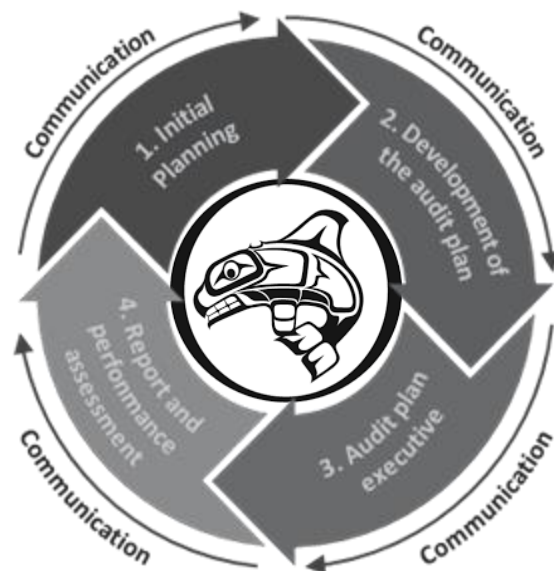 Communication
1. Initial
Planning
Communication
2. Development of
the audit plan
Communication
3. Audit plan
executive
Communication
4. Report and
perfonmance
assessment